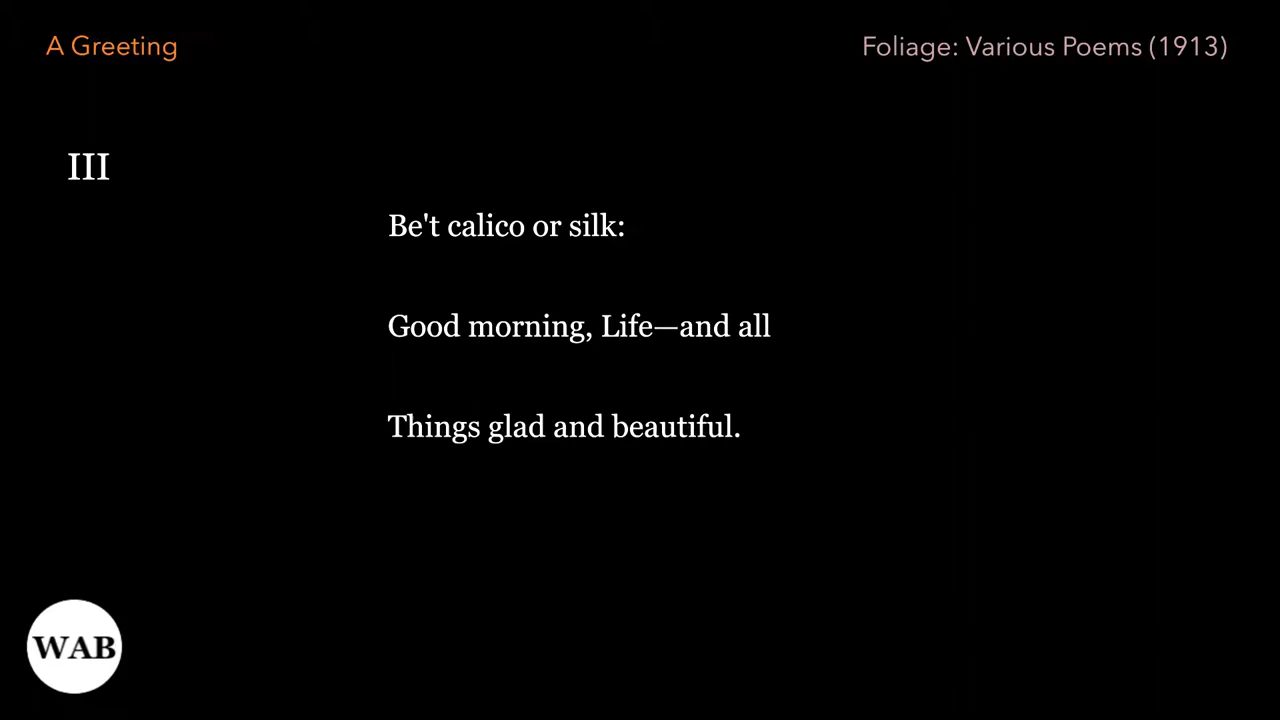 A Greeting
Foliage: Various Poems (1913)
III
Be't calico or silk:
Good morning, Life—and all
Things glad and beautiful.
WAB